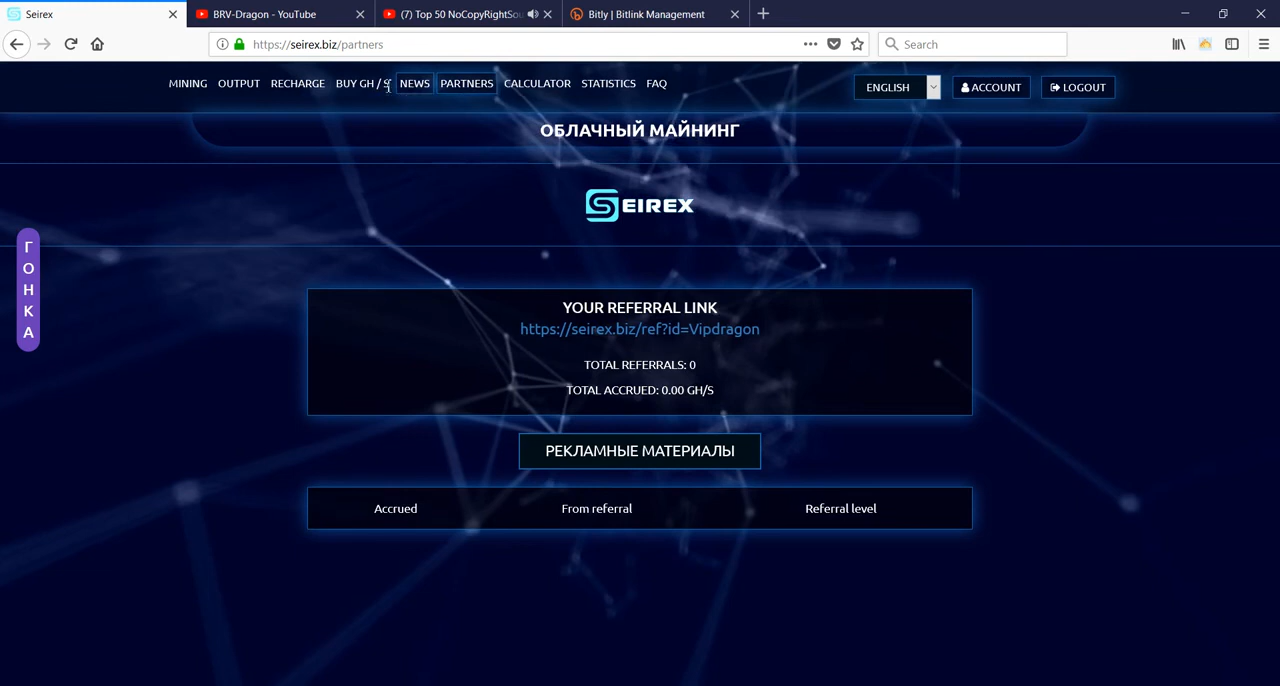 Seirex
BRV-Dragon - YouTube
(7) Top 50 NoCopyRightSou
Bitly | Bitlink Management
https://seirex.biz/partners
Search
MINING OUTPUT RECHARGE BUY GH / S NEWS PARTNERS CALCULATOR STATISTICS FAQ
ENGLISH
ACCOUNT
LOGOUT
ОБЛАЧНЫЙ МАЙНИНГ
SEIREX
ГОНКА
YOUR REFERRAL LINK
https://seirex.biz/ref?id=Vipdragon
TOTAL REFERRALS: 0
TOTAL ACCRUED: 0.00 GH/S
РЕКЛАМНЫЕ МАТЕРИАЛЫ
Accrued From referral Referral level